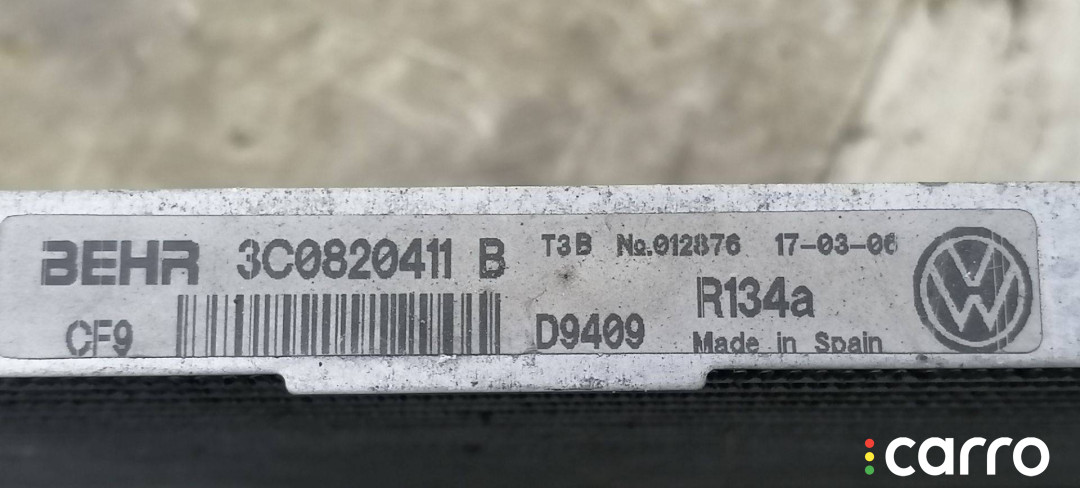 BEHR 3C0820411 B T3B №.012876 17-03-06
CF9 D9409 R134a
Made in Spain
carro